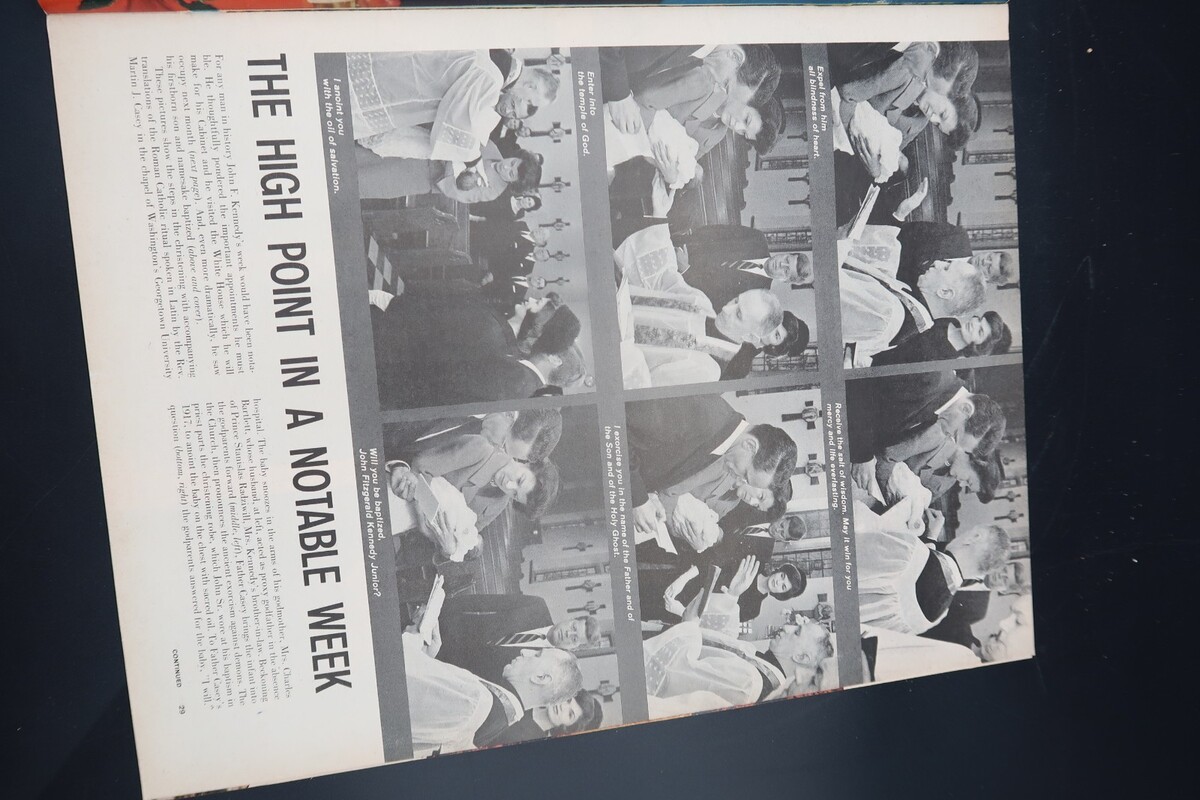 Expel from him
all blindness of heart.
Receive the salt of wisdom. May it win for you
mercy and life everlasting.
Enter into
the temple of God.
I exorcise you in the name of the Father and of
the Son and of the Holy Ghost.
I anoint you
with the oil of salvation.
Will you be baptized,
John Fitzgerald Kennedy Junior?
THE HIGH POINT IN A NOTABLE WEEK
For any man in history John F. Kennedy's week would have been nota-
ble. He thoughtfully pondered the important appointments he must
make for his Cabinet and he visited the White House which he will
occupy next month (next page). And, even more dramatically, he saw
his firstborn son and namesake baptized (above and cover).
These pictures show the steps in the christening with accompanying
translations of the Roman Catholic ritual spoken in Latin by the Rev.
Martin J. Casey in the chapel of Washington's Georgetown University
hospital. The baby snoozes in the arms of his godmother, Mrs. Charles
Bartlett, whose husband, at left, acted as proxy godfather in the absence
of Prince Stanislas Radziwill, Mrs. Kennedy's brother-in-law. Beckoning
the godparents forward (middle, left), Father Casey brings the infant into
the Church, then pronounces the ancient exorcism against demons. The
priest parts the christening robe, which John Sr. wore at his baptism in
1917, to anoint the baby on the chest with sacred oil. To Father Casey's
question (bottom, right) the godparents answered for the baby, "I will."
CONTINUED
29